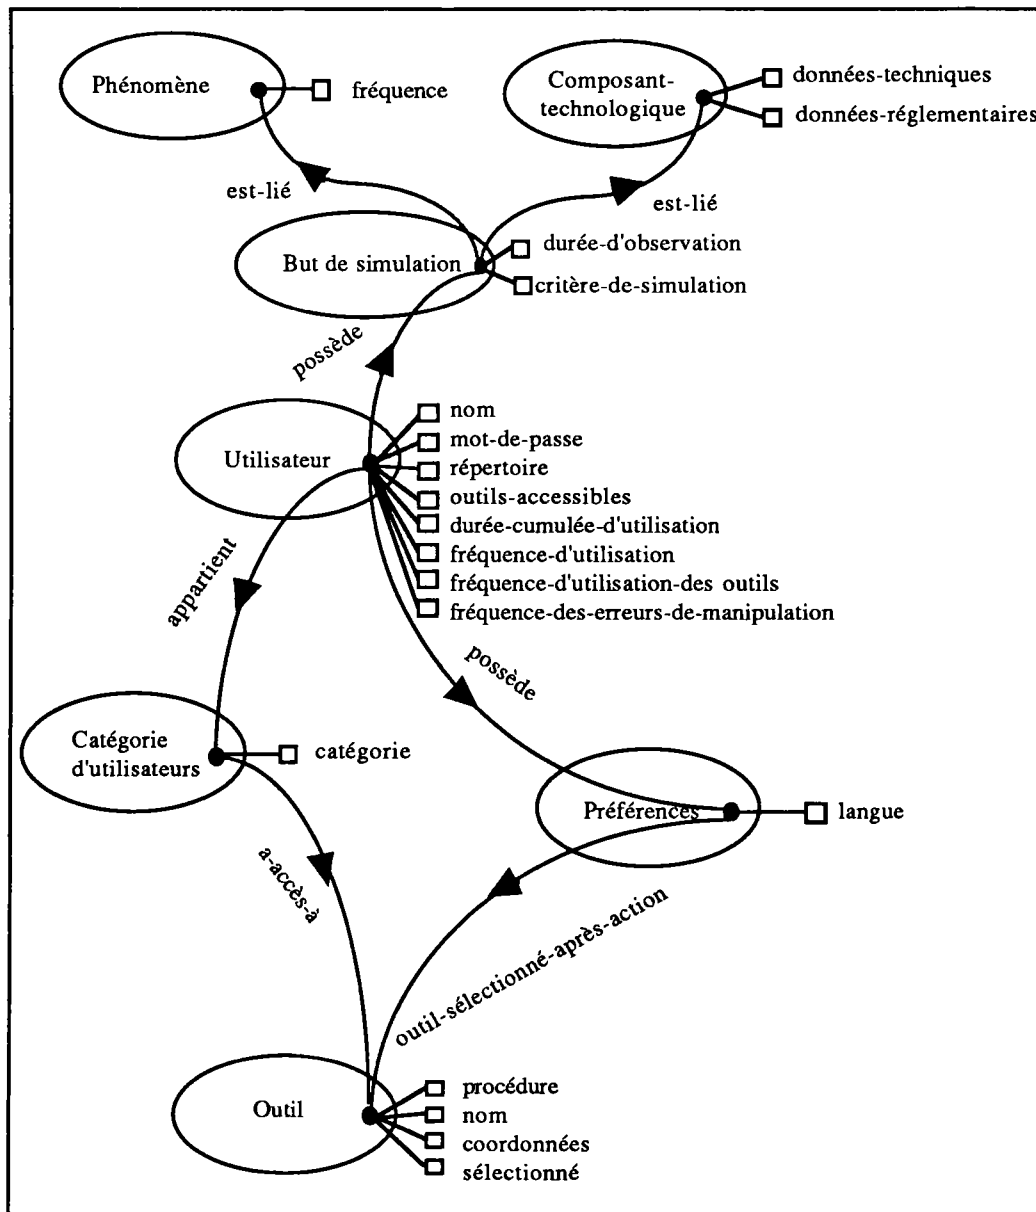 Phénomène
fréquence
Composant-
technologique
données-techniques
données-réglementaires
est-lié
est-lié
But de simulation
durée-d'observation
critère-de-simulation
possède
Utilisateur
nom
mot-de-passe
répertoire
outils-accessibles
durée-cumulée-d'utilisation
fréquence-d'utilisation
fréquence-d'utilisation-des outils
fréquence-des-erreurs-de-manipulation
appartient
possède
Catégorie
d'utilisateurs
catégorie
Préférences
langue
a-accès-à
outil-sélectionné-après-action
Outil
procédure
nom
coordonnées
sélectionné